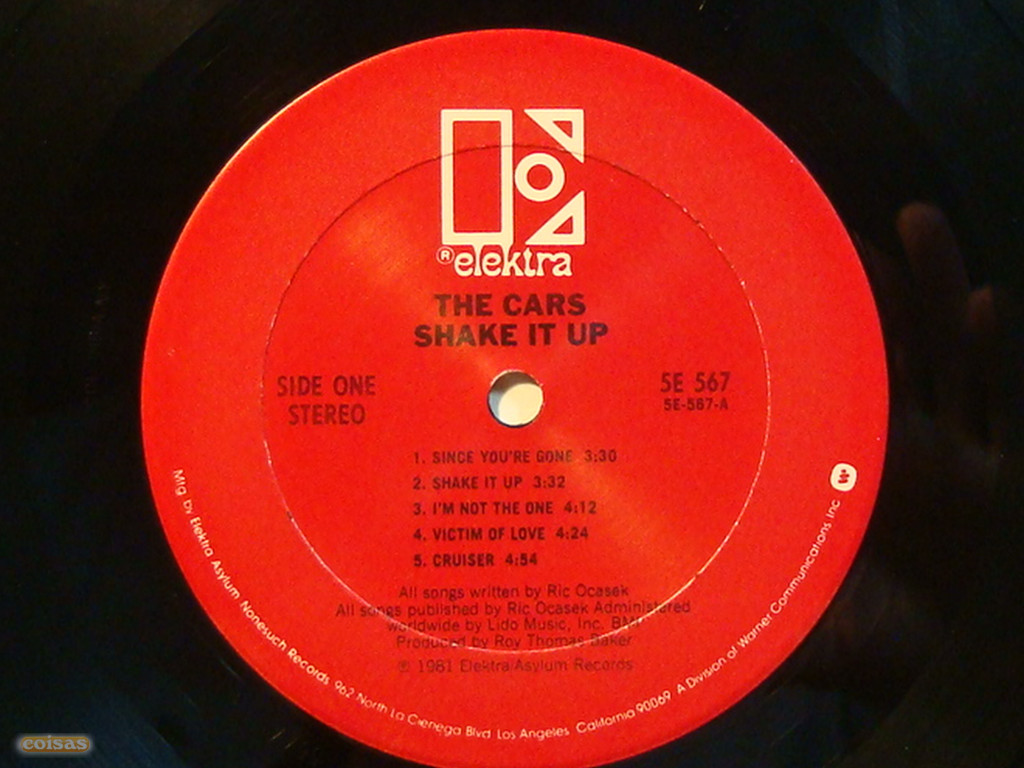 ® elektra
THE CARS
SHAKE IT UP
SIDE ONE
STEREO
5E 567
5E-567-A
1. SINCE YOU'RE GONE 3:30
2. SHAKE IT UP 3:32
3. I'M NOT THE ONE 4:12
4. VICTIM OF LOVE 4:24
5. CRUISER 4:54
All songs written by Ric Ocasek
All songs published by Ric Ocasek Administered
worldwide by Lido Music, Inc. BMI
Produced by Roy Thomas Baker
℗ 1981 Elektra/Asylum Records
Mfg by Elektra Asylum Nonesuch Records 962 North La Cienega Blvd Los Angeles California 90069 A Division of Warner Communications Inc
coisas